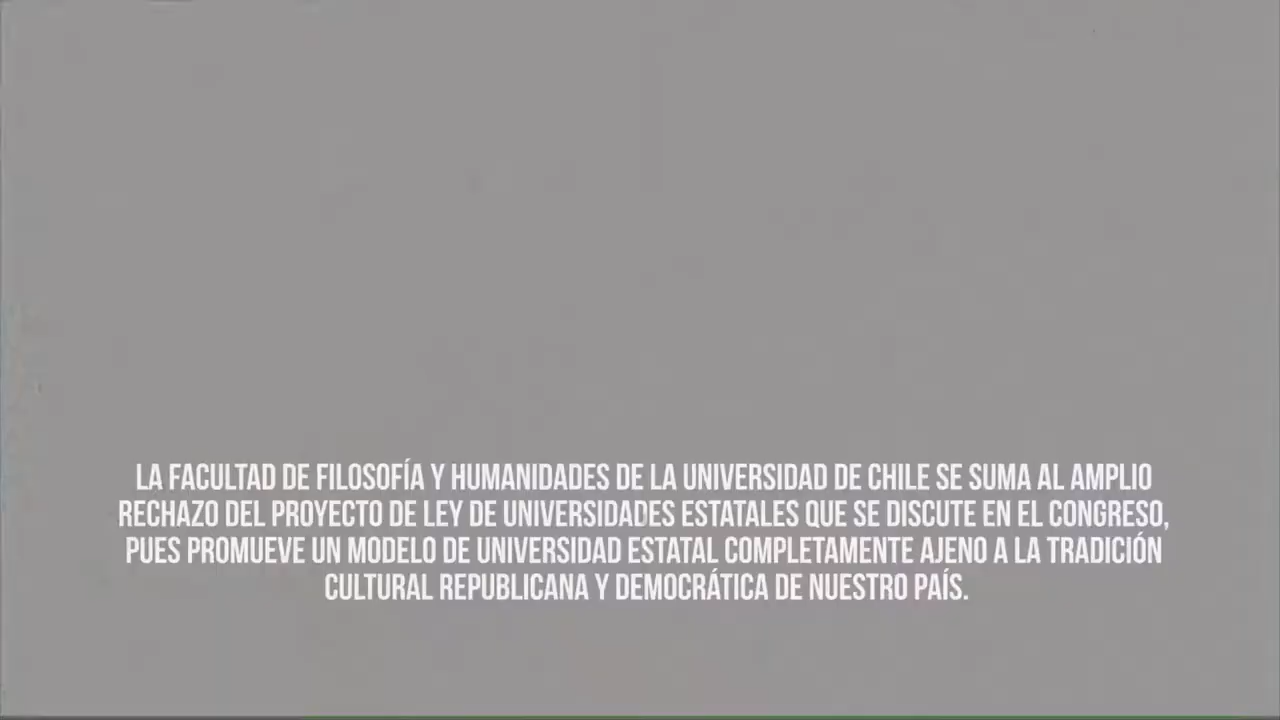 LA FACULTAD DE FILOSOFÍA Y HUMANIDADES DE LA UNIVERSIDAD DE CHILE SE SUMA AL AMPLIO
RECHAZO DEL PROYECTO DE LEY DE UNIVERSIDADES ESTATALES QUE SE DISCUTE EN EL CONGRESO,
PUES PROMUEVE UN MODELO DE UNIVERSIDAD ESTATAL COMPLETAMENTE AJENO A LA TRADICIÓN
CULTURAL REPUBLICANA Y DEMOCRÁTICA DE NUESTRO PAÍS.